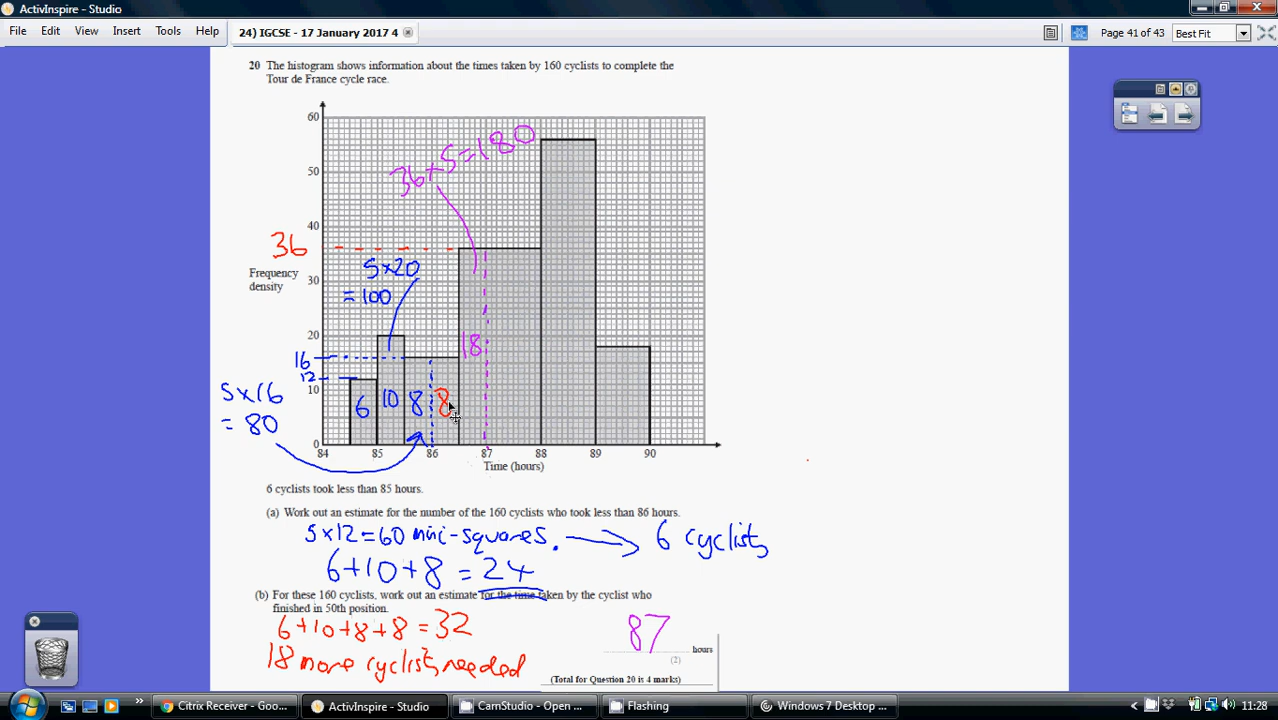 ActivInspire - Studio
File Edit View Insert Tools Help
24) IGCSE - 17 January 2017 4
Page 41 of 43
Best Fit
20 The histogram shows information about the times taken by 160 cyclists to complete the
Tour de France cycle race.
60
50
40
30
20
10
0
36
16
12
Frequency
density
36×5=180
5×20
=100
18
6 10 8 8
5×16
= 80
84 85 86 87 88 89 90
Time (hours)
6 cyclists took less than 85 hours.
(a) Work out an estimate for the number of the 160 cyclists who took less than 86 hours.
5×12=60 mini-squares. 6 cyclists
6+10+8 = 24
(b) For these 160 cyclists, work out an estimate for the time taken by the cyclist who
finished in 50th position.
6+10+8+8=32
18 more cyclists needed
87
hours
(2)
(Total for Question 20 is 4 marks)
Citrix Receiver - Goo...
ActivInspire - Studio
CamStudio - Open ...
Flashing
Windows 7 Desktop ...
11:28